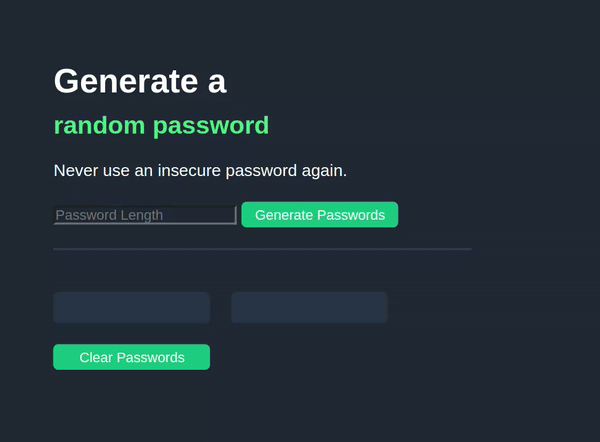 Generate a
random password
Never use an insecure password again.
Password Length Generate Passwords
Clear Passwords